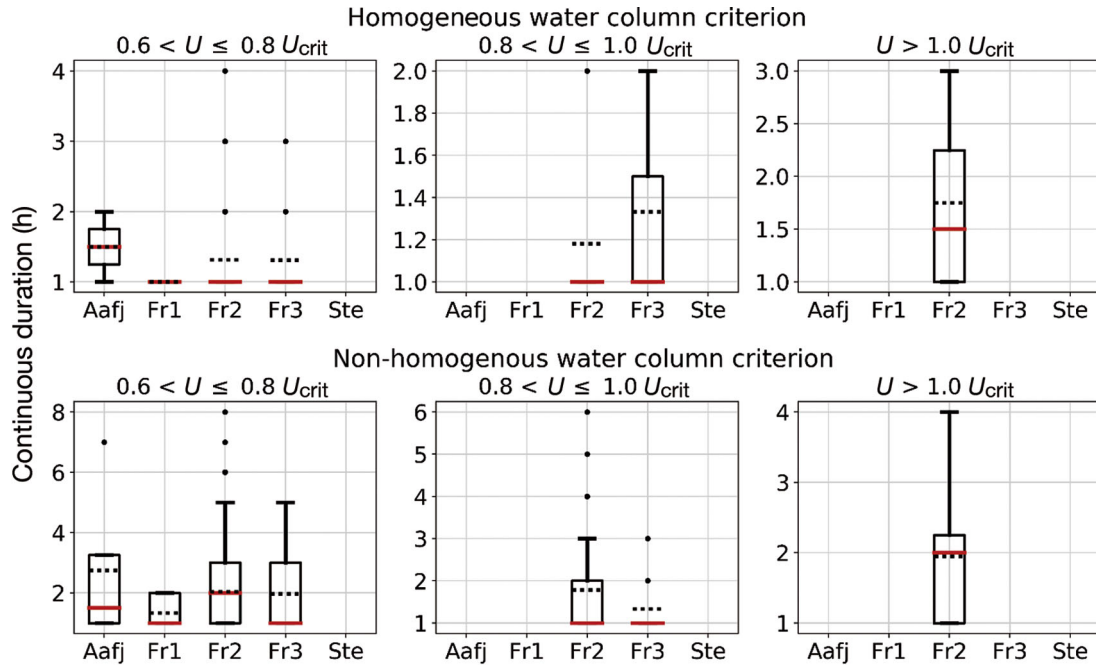 Homogeneous water column criterion
0.6 < U ≤ 0.8 Ucrit
0.8 < U ≤ 1.0 Ucrit
U > 1.0 Ucrit
4
3
2
1
Aafj Fr1 Fr2 Fr3 Ste
2.0
1.8
1.6
1.4
1.2
1.0
Aafj Fr1 Fr2 Fr3 Ste
3.0
2.5
2.0
1.5
1.0
Aafj Fr1 Fr2 Fr3 Ste
Continuous duration (h)
Non-homogenous water column criterion
0.6 < U ≤ 0.8 Ucrit
0.8 < U ≤ 1.0 Ucrit
U > 1.0 Ucrit
8
6
4
2
Aafj Fr1 Fr2 Fr3 Ste
6
5
4
3
2
1
Aafj Fr1 Fr2 Fr3 Ste
4
3
2
1
Aafj Fr1 Fr2 Fr3 Ste